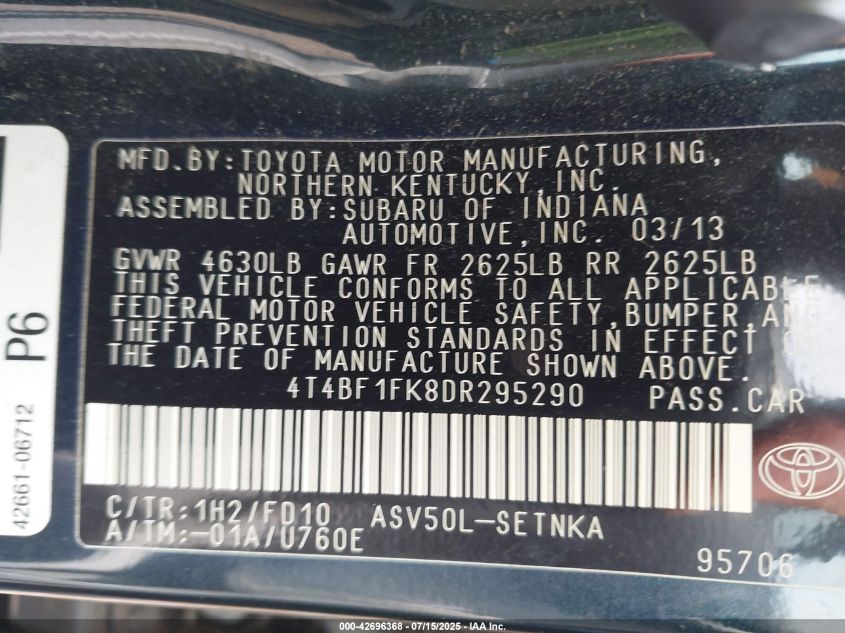 MFD.BY:TOYOTA MOTOR MANUFACTURING,
NORTHERN KENTUCKY,INC.
ASSEMBLED BY:SUBARU OF INDIANA
AUTOMOTIVE,INC. 03/13
GVWR 4630LB GAWR FR 2625LB RR 2625LB
THIS VEHICLE CONFORMS TO ALL APPLICABLE
FEDERAL MOTOR VEHICLE SAFETY,BUMPER,AND
THEFT PREVENTION STANDARDS IN EFFECT ON
THE DATE OF MANUFACTURE SHOWN ABOVE.
4T4BF1FK8DR295290 PASS.CAR
C/TR:1H2/FD10 ASV50L-SETNKA
A/TM:-01A/U760E
95706
P6
42661-06712
000-42696368 - 07/15/2025 - IAAI Inc.